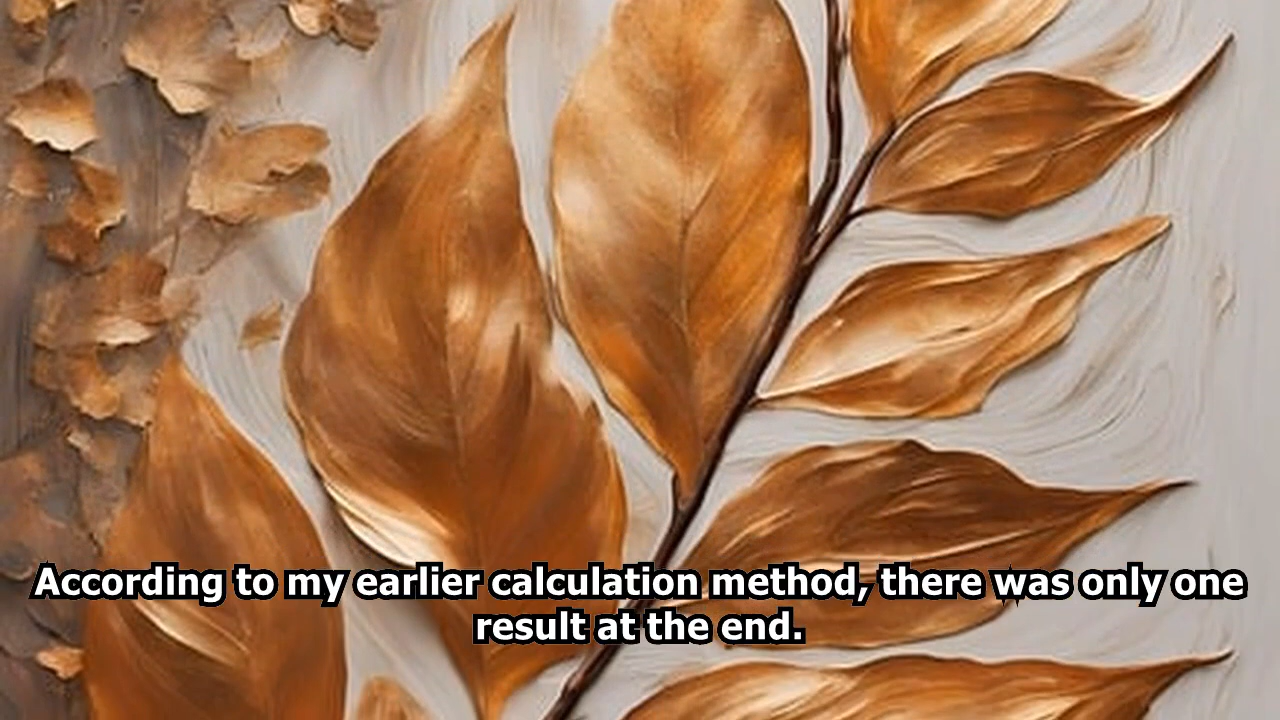 According to my earlier calculation method, there was only one
result at the end.